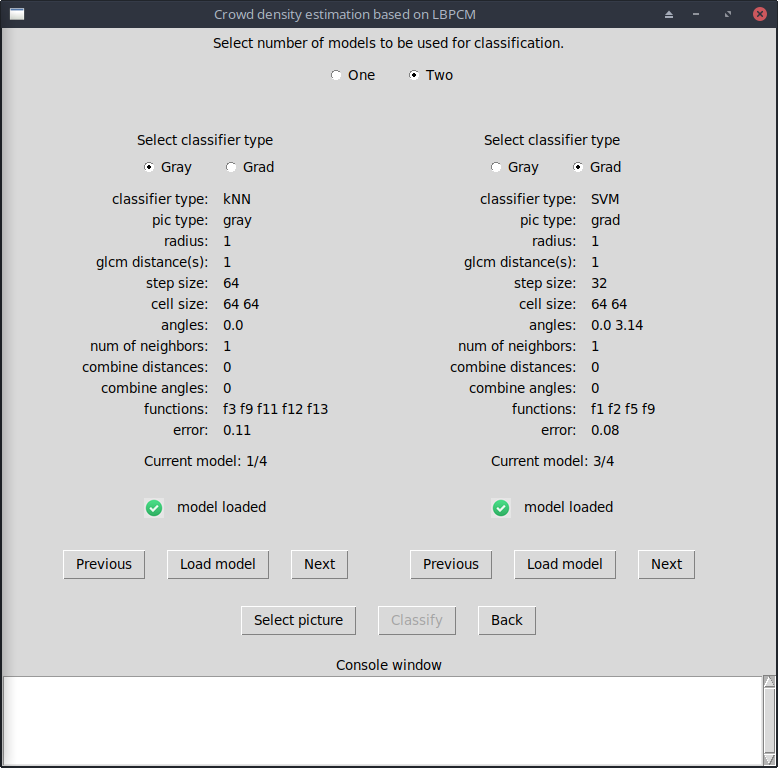 Crowd density estimation based on LBPCM
Select number of models to be used for classification.
One Two
Select classifier type
Gray Grad
classifier type: kNN
pic type: gray
radius: 1
glcm distance(s): 1
step size: 64
cell size: 64 64
angles: 0.0
num of neighbors: 1
combine distances: 0
combine angles: 0
functions: f3 f9 f11 f12 f13
error: 0.11
Current model: 1/4
model loaded
Previous Load model Next
Select classifier type
Gray Grad
classifier type: SVM
pic type: grad
radius: 1
glcm distance(s): 1
step size: 32
cell size: 64 64
angles: 0.0 3.14
num of neighbors: 1
combine distances: 0
combine angles: 0
functions: f1 f2 f5 f9
error: 0.08
Current model: 3/4
model loaded
Previous Load model Next
Select picture Classify Back
Console window